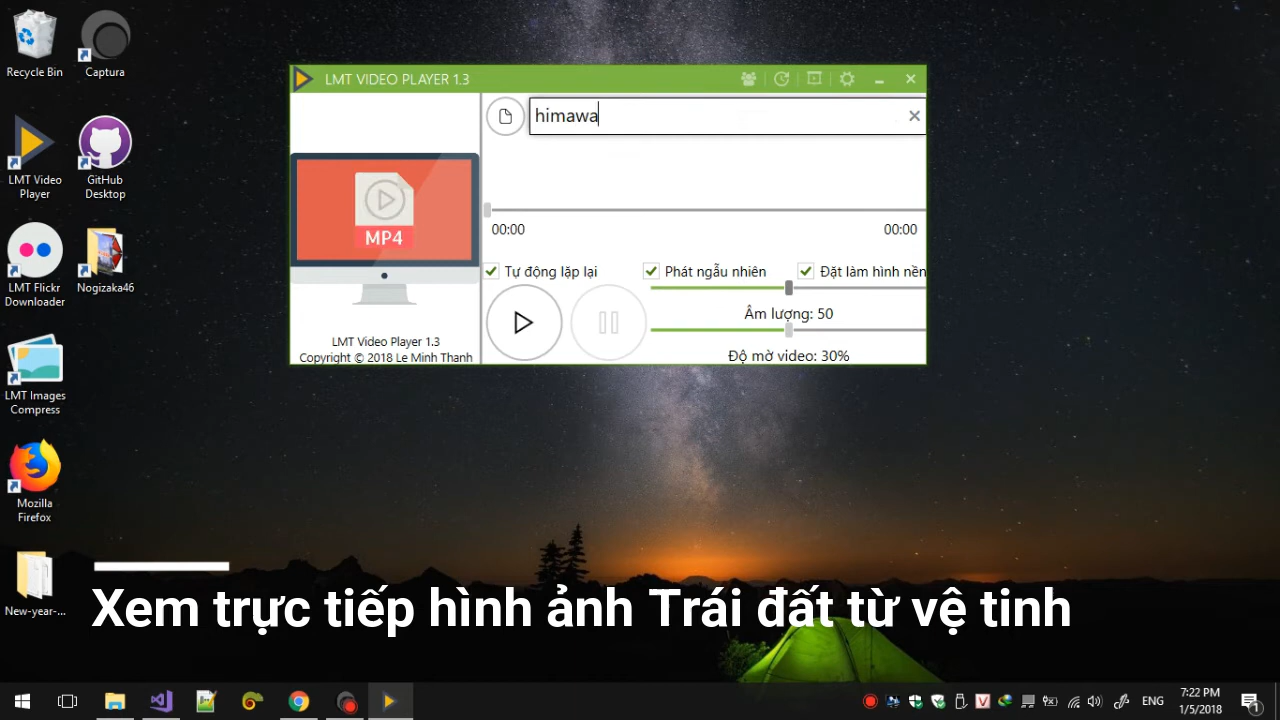 Recycle Bin
Captura
LMT Video
Player
GitHub
Desktop
LMT Flickr
Downloader
Nogizaka46
LMT Images
Compress
Mozilla
Firefox
New-year-...
LMT VIDEO PLAYER 1.3
himawa
MP4
00:00
00:00
Tự động lặp lại
Phát ngẫu nhiên
Đặt làm hình nền
Âm lượng: 50
Độ mờ video: 30%
LMT Video Player 1.3
Copyright © 2018 Le Minh Thanh
Xem trực tiếp hình ảnh Trái đất từ vệ tinh
V
ENG
7:22 PM
1/5/2018
1